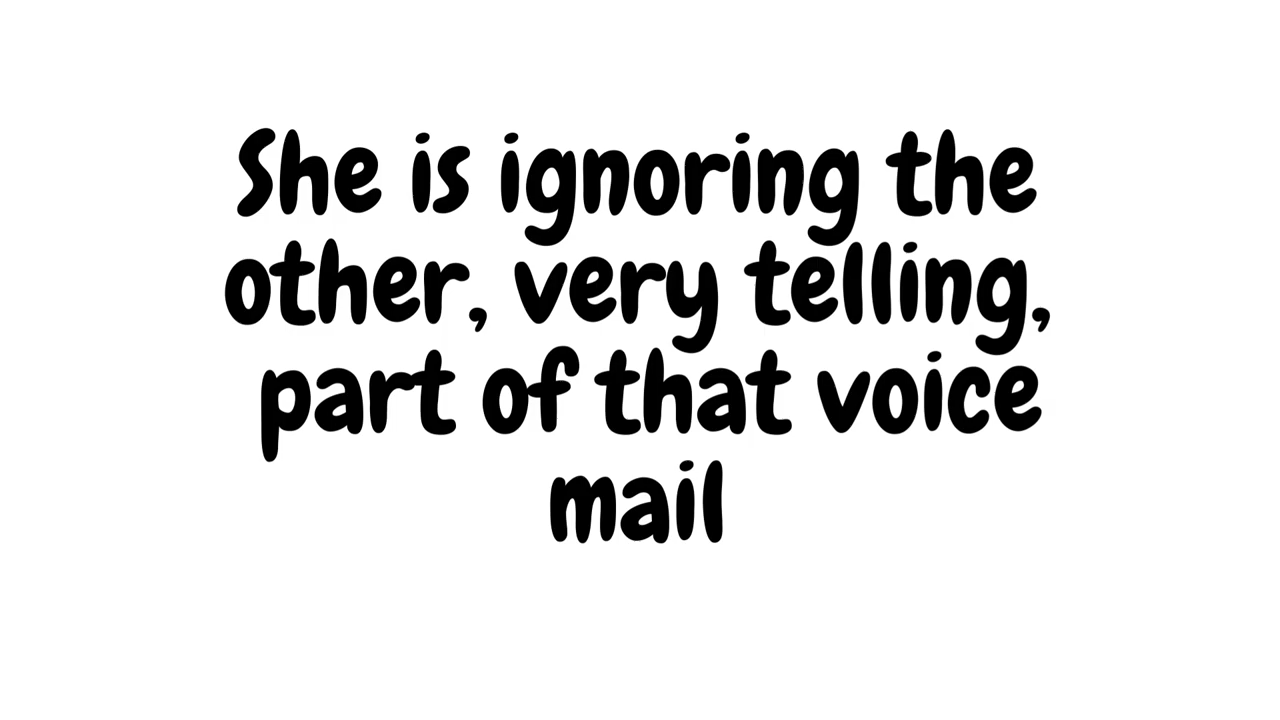 She is ignoring the
other, very telling,
part of that voice
mail